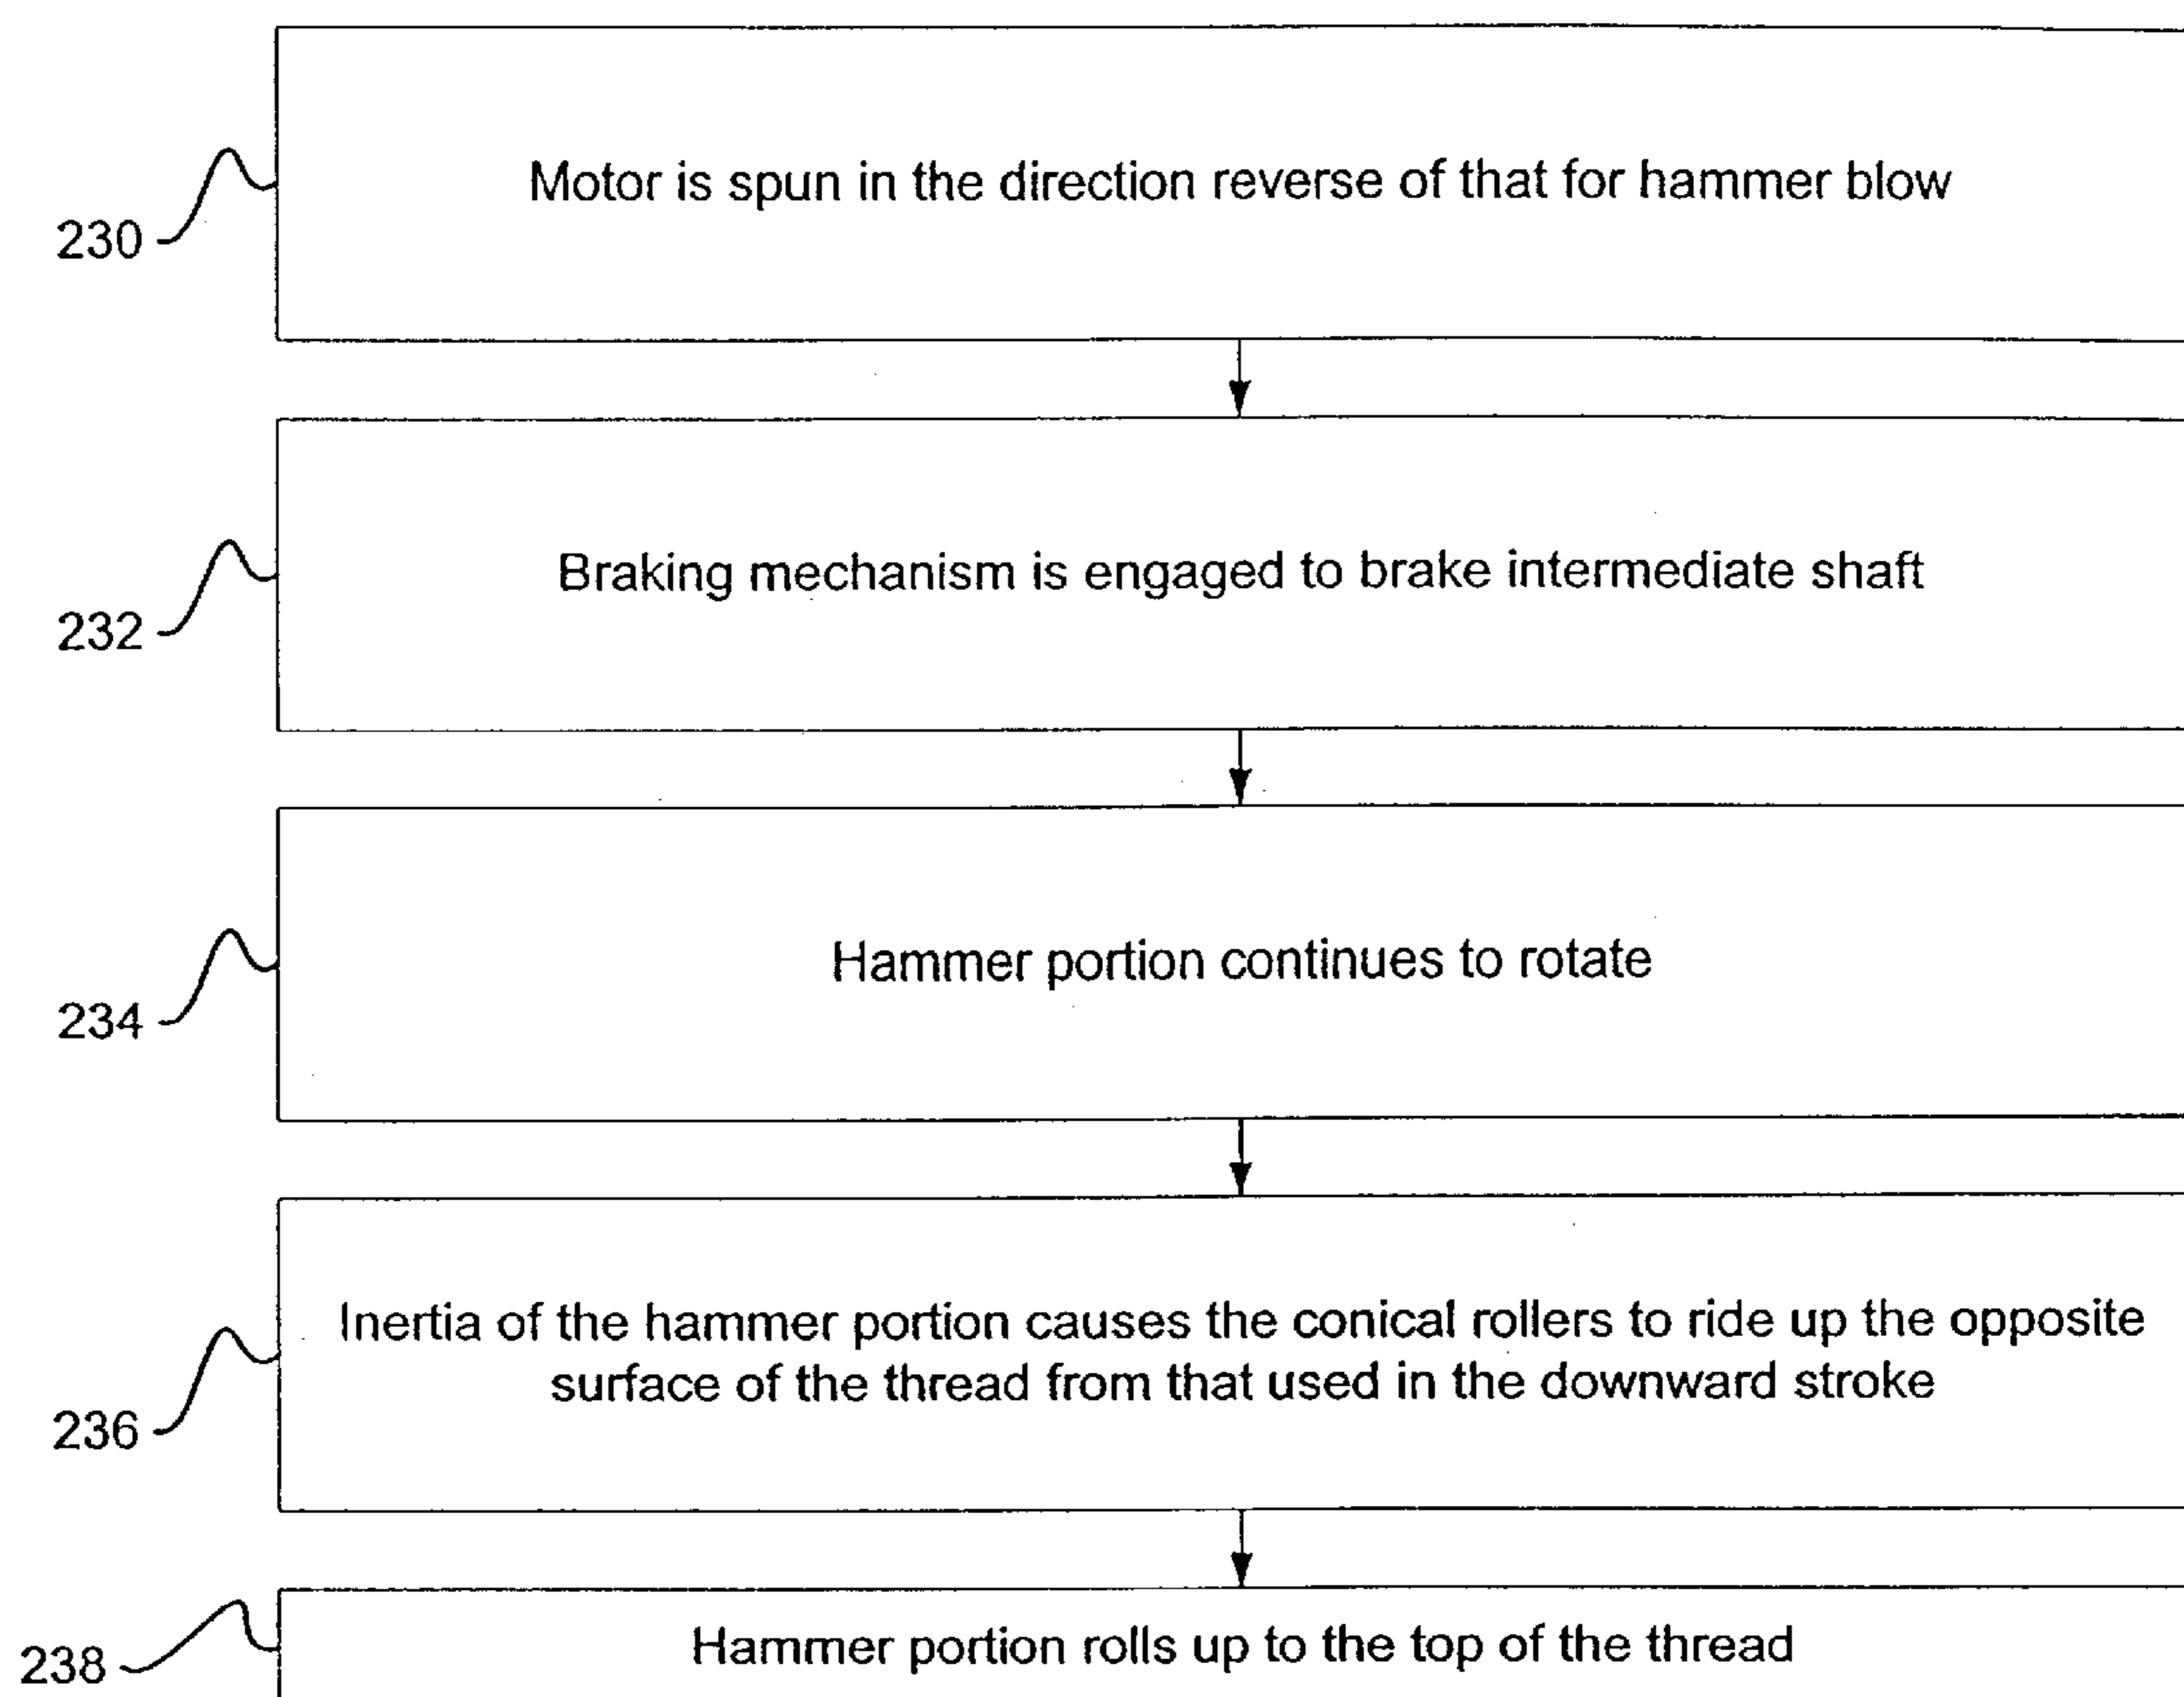 Motor is spun in the direction reverse of that for hammer blow
230
Braking mechanism is engaged to brake intermediate shaft
232
Hammer portion continues to rotate
234
Inertia of the hammer portion causes the conical rollers to ride up the opposite
surface of the thread from that used in the downward stroke
236
Hammer portion rolls up to the top of the thread
238